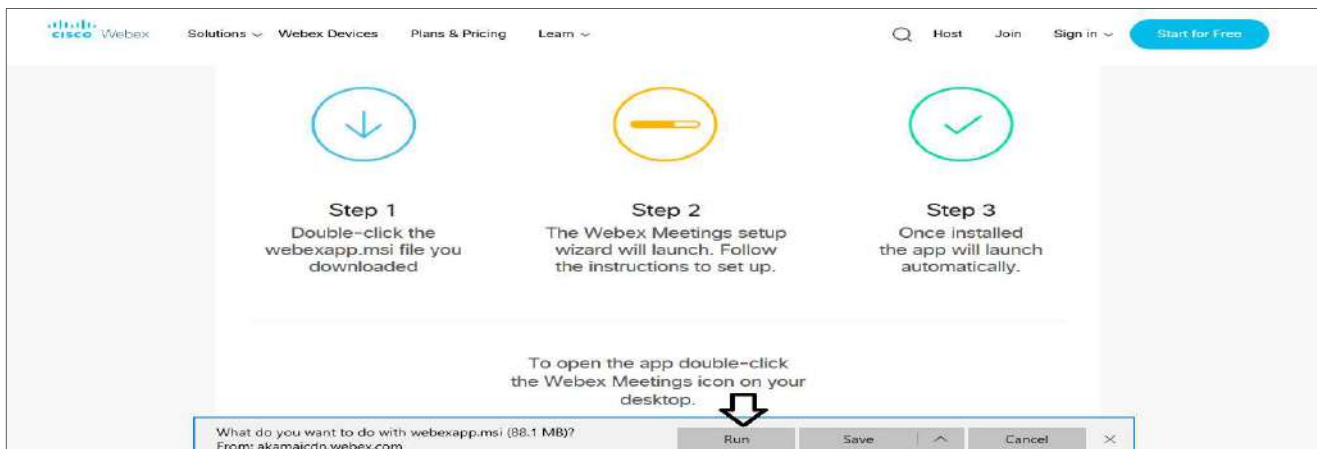 cisco Webex Solutions Webex Devices Plans & Pricing Learn Host Join Sign in Start for Free
Step 1
Double-click the
webexapp.msi file you
downloaded
Step 2
The Webex Meetings setup
wizard will launch. Follow
the instructions to set up.
Step 3
Once installed
the app will launch
automatically.
To open the app double-click
the Webex Meetings icon on your
desktop.
What do you want to do with webexapp.msi (88.1 MB)?
From: akamaicdn.webex.com
Run Save Cancel